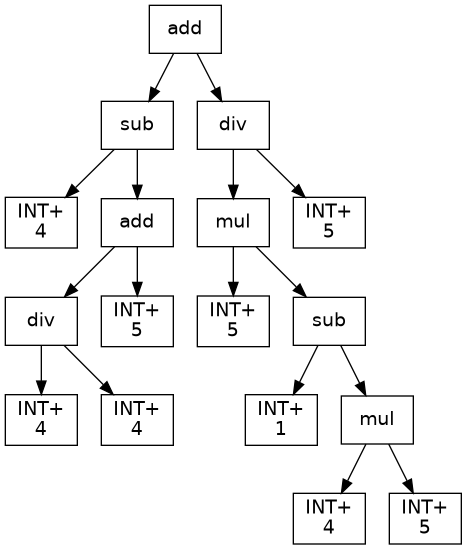 add
sub
div
INT+
4
add
mul
INT+
5
div
INT+
5
INT+
5
sub
INT+
4
INT+
4
INT+
1
mul
INT+
4
INT+
5